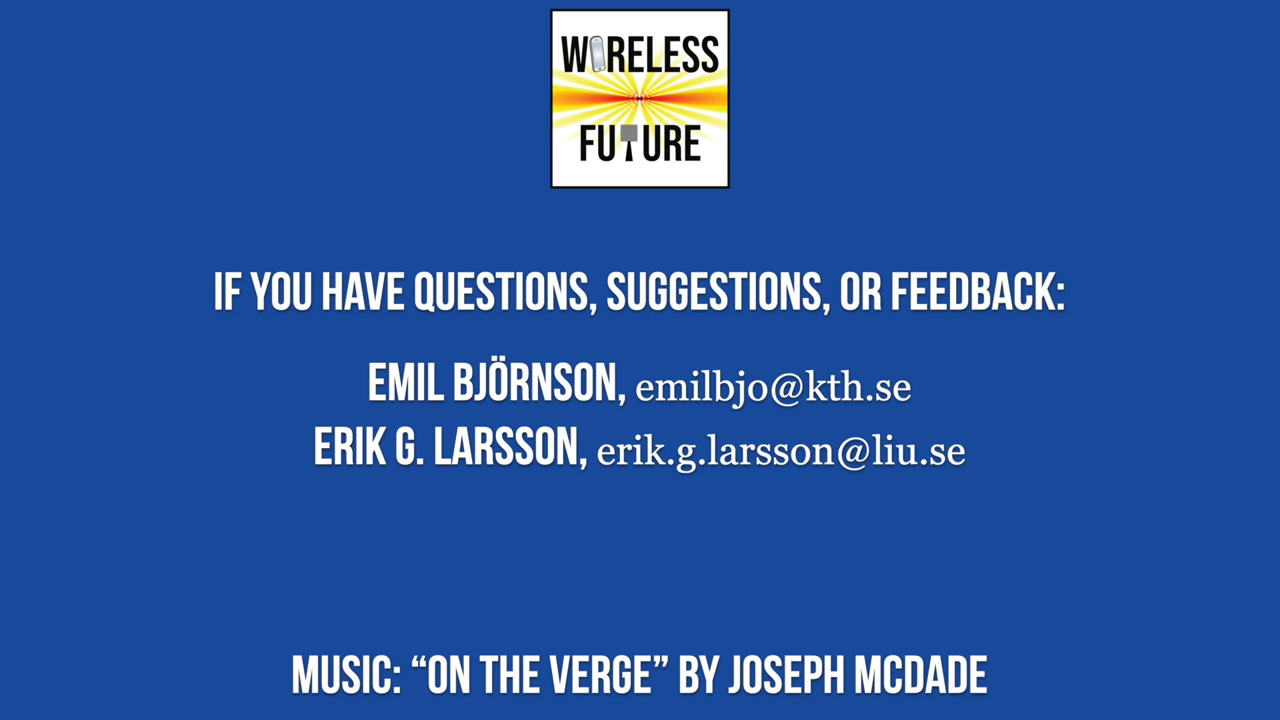 WIRELESS
FUTURE
IF YOU HAVE QUESTIONS, SUGGESTIONS, OR FEEDBACK:
EMIL BJÖRNSON, emilbjo@kth.se
ERIK G. LARSSON, erik.g.larsson@liu.se
MUSIC: “ON THE VERGE” BY JOSEPH MCDADE